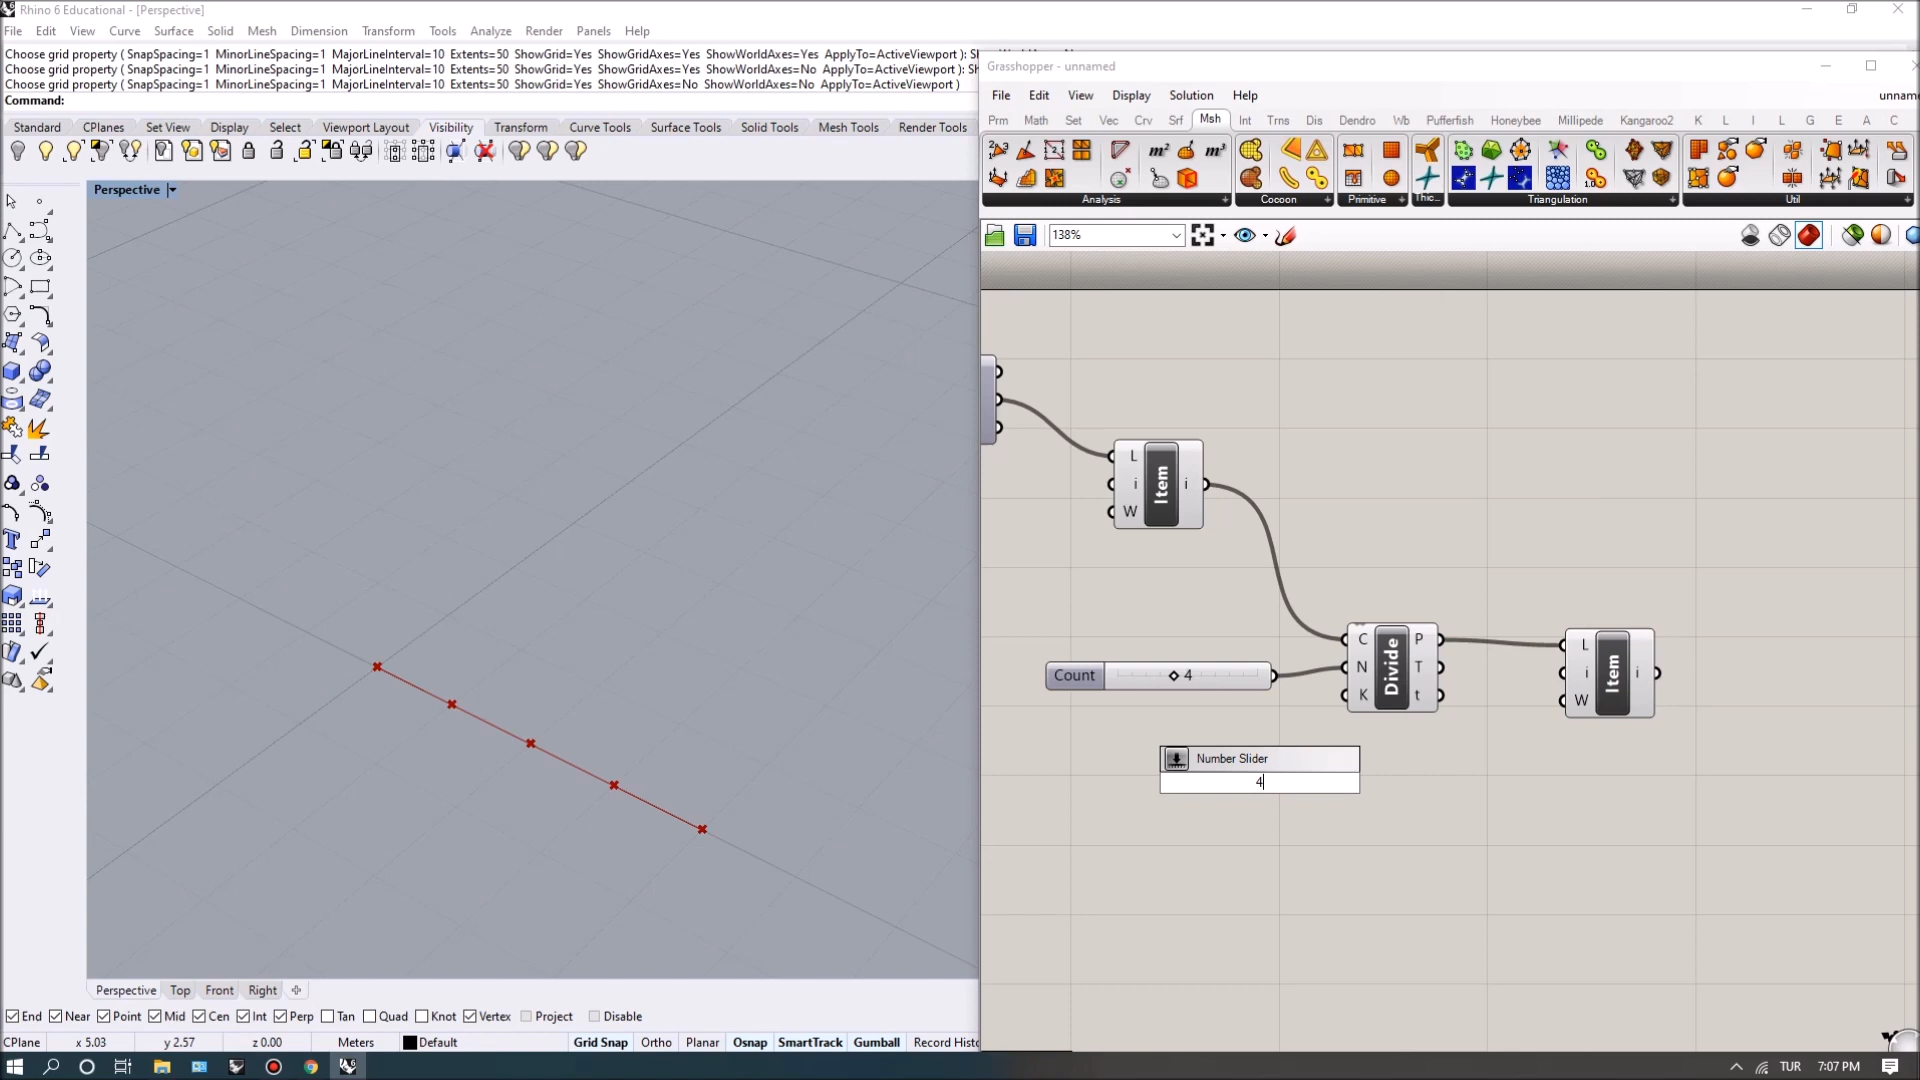 Rhino 6 Educational - [Perspective]
File Edit View Curve Surface Solid Mesh Dimension Transform Tools Analyze Render Panels Help
Choose grid property ( SnapSpacing=1 MinorLineSpacing=1 MajorLineInterval=10 Extents=50 ShowGrid=Yes ShowGridAxes=Yes ShowWorldAxes=Yes ApplyTo=ActiveViewport ):
Choose grid property ( SnapSpacing=1 MinorLineSpacing=1 MajorLineInterval=10 Extents=50 ShowGrid=Yes ShowGridAxes=Yes ShowWorldAxes=No ApplyTo=ActiveViewport ): S
Choose grid property ( SnapSpacing=1 MinorLineSpacing=1 MajorLineInterval=10 Extents=50 ShowGrid=Yes ShowGridAxes=No ShowWorldAxes=No ApplyTo=ActiveViewport )
Command:
Standard CPlanes Set View Display Select Viewport Layout Visibility Transform Curve Tools Surface Tools Solid Tools Mesh Tools Render Tools
Perspective
Grasshopper - unnamed
File Edit View Display Solution Help unnam
Prm Math Set Vec Crv Srf Msh Int Trns Dis Dendro Wb Pufferfish Honeybee Millipede Kangaroo2 K L I L G E A C
Analysis Cocoon Primitive Thic... Triangulation Util
138%
L
i
W
Item
i
Count 4
C
N
K
Divide
P
T
t
L
i
W
Item
i
Number Slider
4
Perspective Top Front Right
End Near Point Mid Cen Int Perp Tan Quad Knot Vertex Project Disable
CPlane x 5.03 y 2.57 z 0.00 Meters Default Grid Snap Ortho Planar Osnap SmartTrack Gumball Record Histo
TUR 7:07 PM